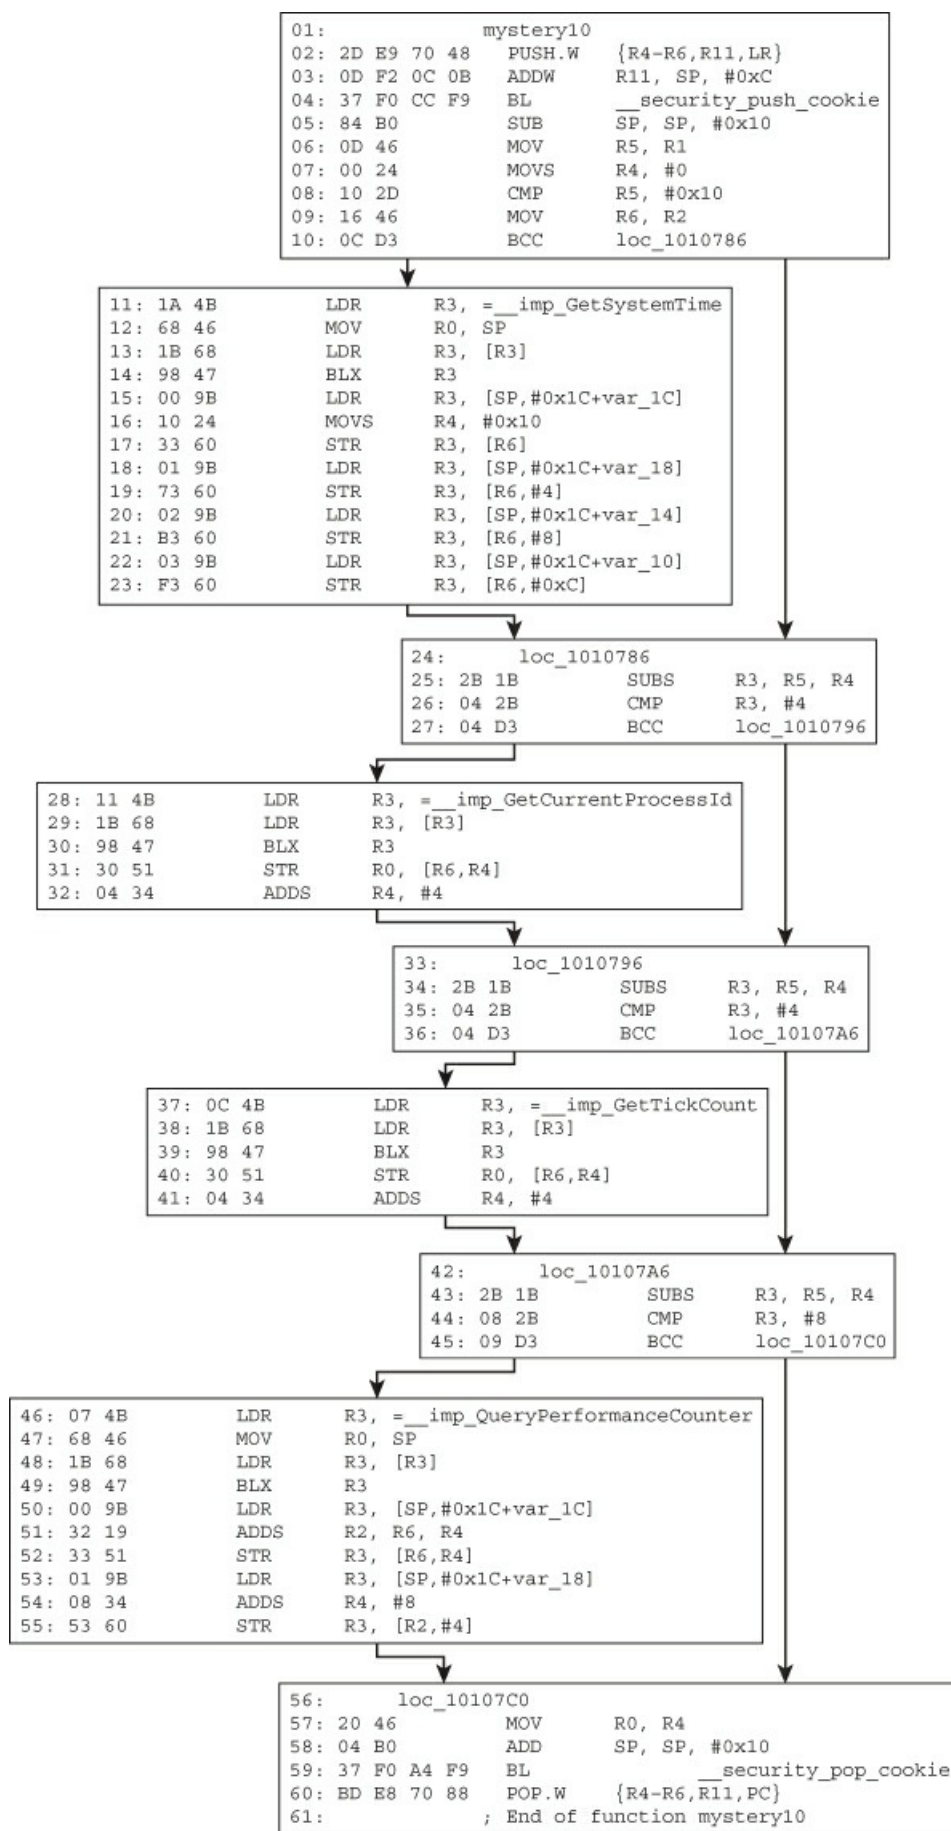 01: mystery10
02: 2D E9 70 48 PUSH.W {R4-R6,R11,LR}
03: 0D F2 0C 0B ADDW R11, SP, #0xC
04: 37 F0 CC F9 BL __security_push_cookie
05: 84 B0 SUB SP, SP, #0x10
06: 0D 46 MOV R5, R1
07: 00 24 MOVS R4, #0
08: 10 2D CMP R5, #0x10
09: 16 46 MOV R6, R2
10: 0C D3 BCC loc_1010786
11: 1A 4B LDR R3, =__imp_GetSystemTime
12: 68 46 MOV R0, SP
13: 1B 68 LDR R3, [R3]
14: 98 47 BLX R3
15: 00 9B LDR R3, [SP,#0x1C+var_1C]
16: 10 24 MOVS R4, #0x10
17: 33 60 STR R3, [R6]
18: 01 9B LDR R3, [SP,#0x1C+var_18]
19: 73 60 STR R3, [R6,#4]
20: 02 9B LDR R3, [SP,#0x1C+var_14]
21: B3 60 STR R3, [R6,#8]
22: 03 9B LDR R3, [SP,#0x1C+var_10]
23: F3 60 STR R3, [R6,#0xC]
24: loc_1010786
25: 2B 1B SUBS R3, R5, R4
26: 04 2B CMP R3, #4
27: 04 D3 BCC loc_1010796
28: 11 4B LDR R3, =__imp_GetCurrentProcessId
29: 1B 68 LDR R3, [R3]
30: 98 47 BLX R3
31: 30 51 STR R0, [R6,R4]
32: 04 34 ADDS R4, #4
33: loc_1010796
34: 2B 1B SUBS R3, R5, R4
35: 04 2B CMP R3, #4
36: 04 D3 BCC loc_10107A6
37: 0C 4B LDR R3, =__imp_GetTickCount
38: 1B 68 LDR R3, [R3]
39: 98 47 BLX R3
40: 30 51 STR R0, [R6,R4]
41: 04 34 ADDS R4, #4
42: loc_10107A6
43: 2B 1B SUBS R3, R5, R4
44: 08 2B CMP R3, #8
45: 09 D3 BCC loc_10107C0
46: 07 4B LDR R3, =__imp_QueryPerformanceCounter
47: 68 46 MOV R0, SP
48: 1B 68 LDR R3, [R3]
49: 98 47 BLX R3
50: 00 9B LDR R3, [SP,#0x1C+var_1C]
51: 32 19 ADDS R2, R6, R4
52: 33 51 STR R3, [R6,R4]
53: 01 9B LDR R3, [SP,#0x1C+var_18]
54: 08 34 ADDS R4, #8
55: 53 60 STR R3, [R2,#4]
56: loc_10107C0
57: 20 46 MOV R0, R4
58: 04 B0 ADD SP, SP, #0x10
59: 37 F0 A4 F9 BL __security_pop_cookie
60: BD E8 70 88 POP.W {R4-R6,R11,PC}
61: ; End of function mystery10